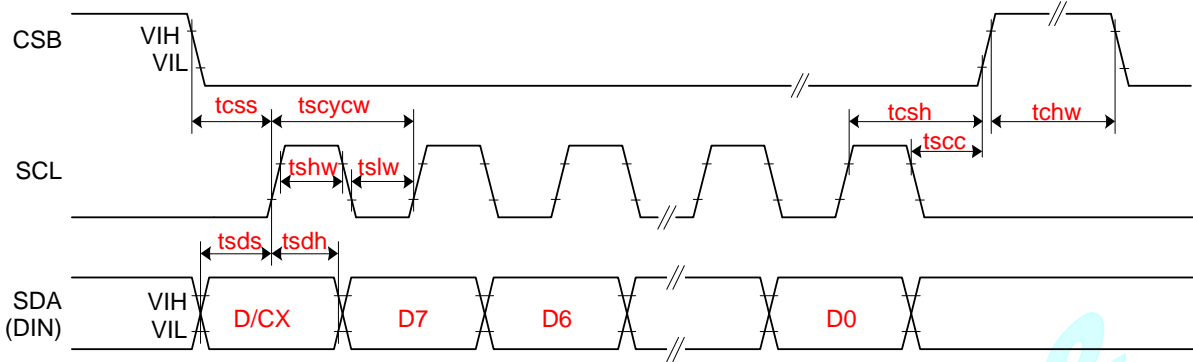 CSB
VIH
VIL
tcss
tscycw
tcsh
tchw
tscc
SCL
tshw
tslw
tsds
tsdh
SDA
(DIN)
VIH
VIL
D/CX
D7
D6
D0